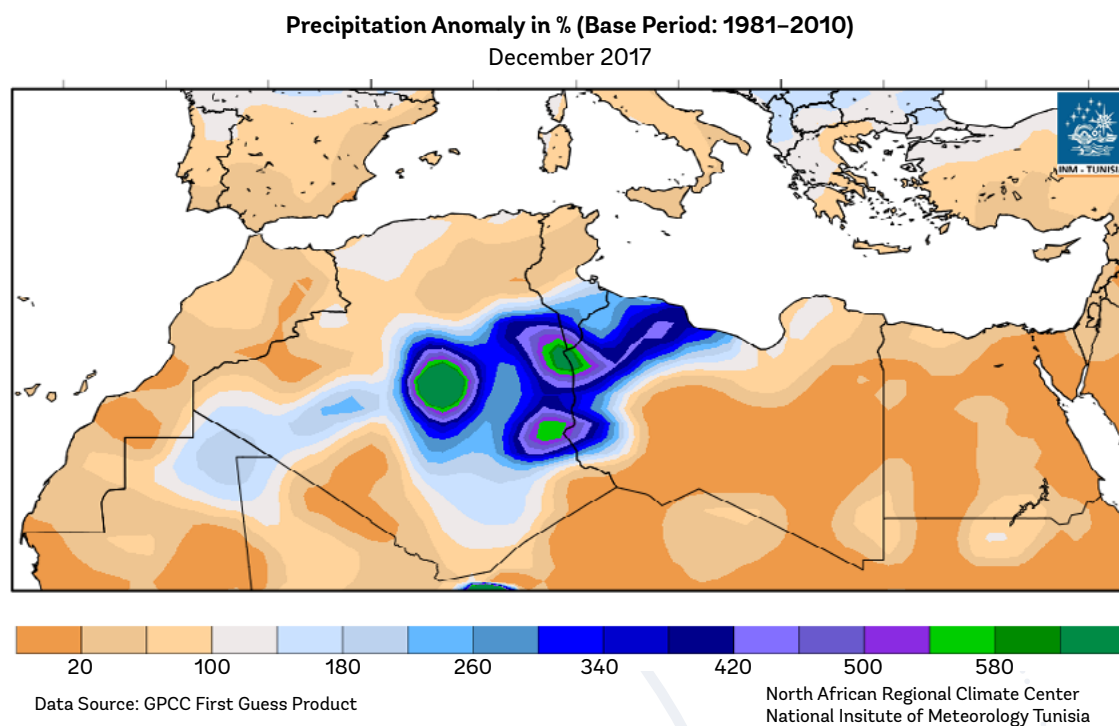 Precipitation Anomaly in % (Base Period: 1981–2010)
December 2017
INM - TUNISIA
20 100 180 260 340 420 500 580
Data Source: GPCC First Guess Product
North African Regional Climate Center
National Insitute of Meteorology Tunisia